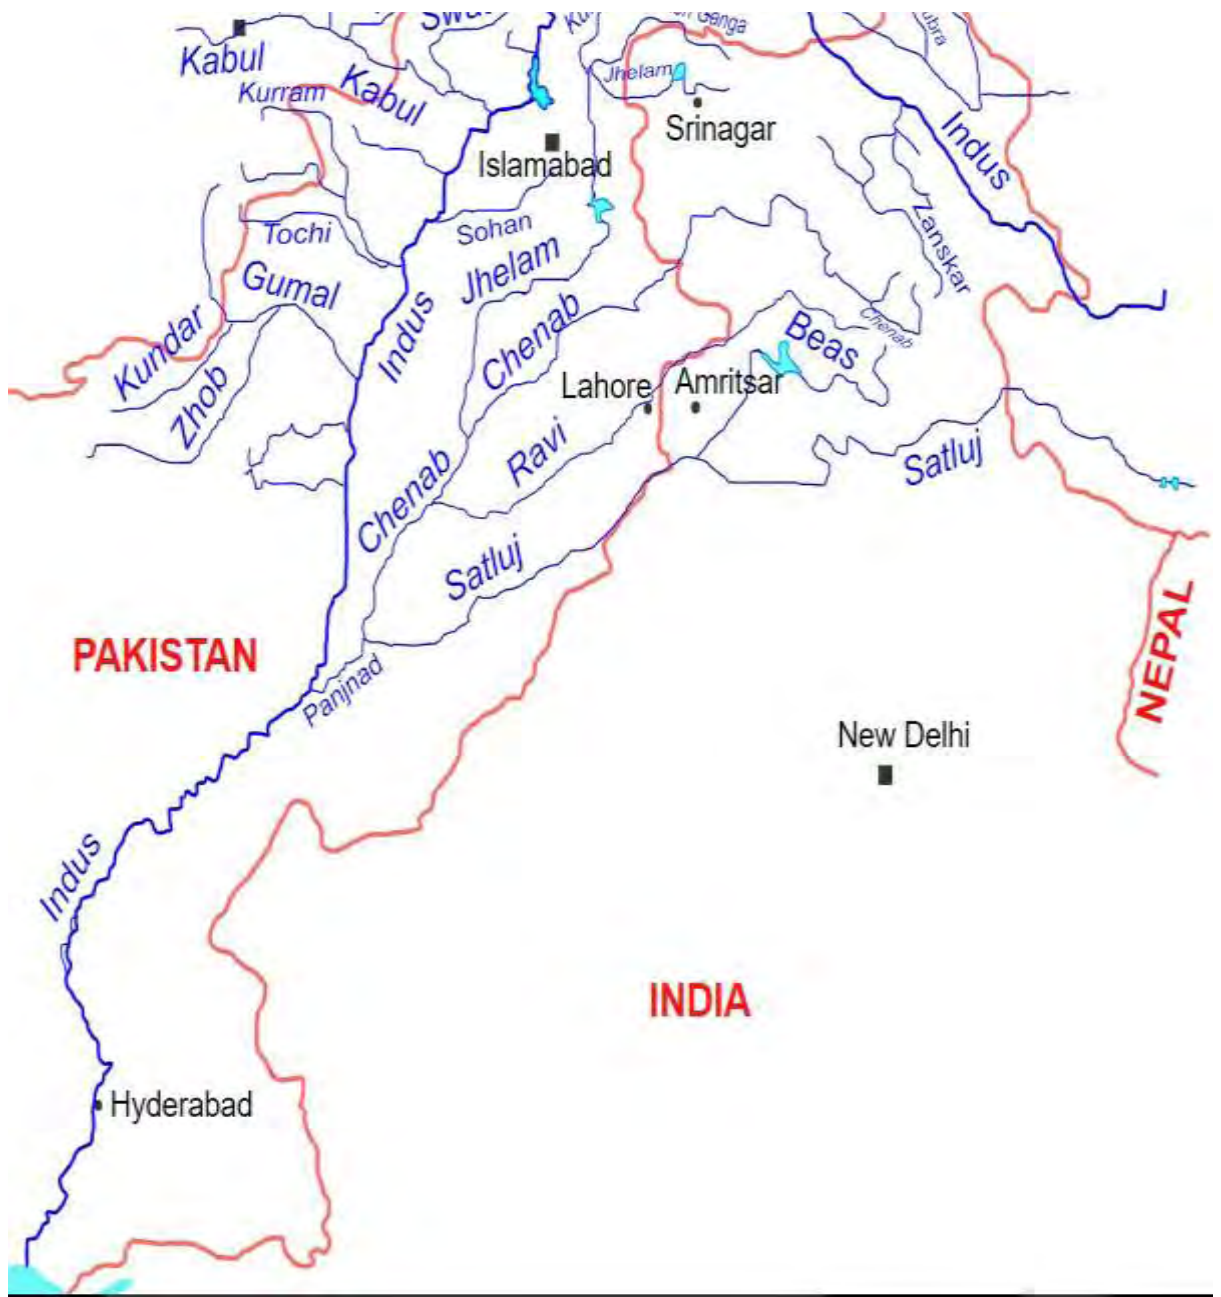 Ganga
Kabul
Jhelam
Kurram
Kabul
Srinagar
Islamabad
Indus
Sohan
Zanskar
Tochi
Jhelam
Gumal
Chenab
Indus
Chenab
Kundar
Beas
Lahore
Amritsar
Zhob
Ravi
Satluj
Chenab
Satluj
PAKISTAN
NEPAL
Panjnad
New Delhi
Indus
INDIA
Hyderabad